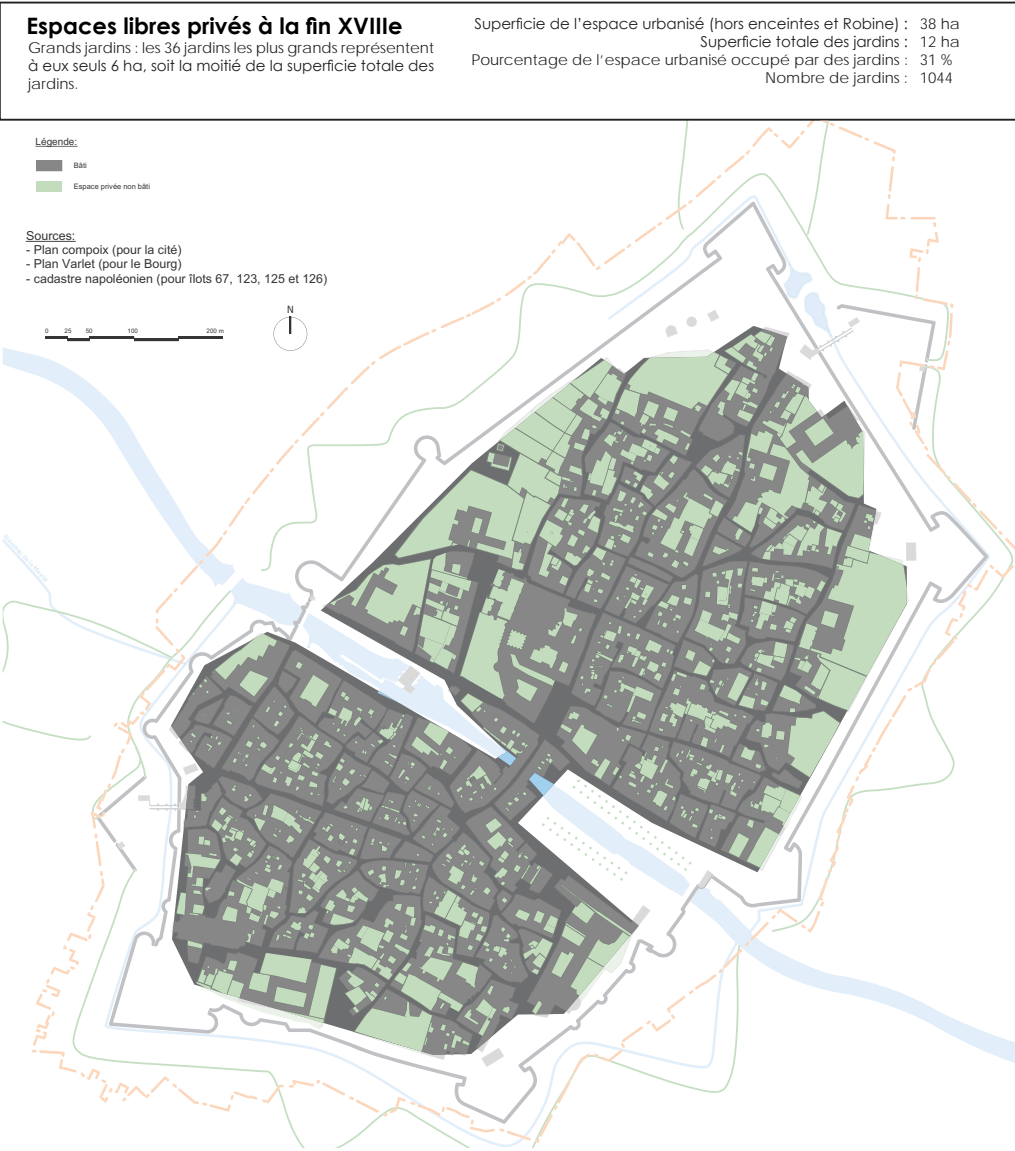 Espaces libres privés à la fin XVIIIe
Grands jardins : les 36 jardins les plus grands représentent
à eux seuls 6 ha, soit la moitié de la superficie totale des
jardins.
Superficie de l'espace urbanisé (hors enceintes et Robine) : 38 ha
Superficie totale des jardins : 12 ha
Pourcentage de l'espace urbanisé occupé par des jardins : 31 %
Nombre de jardins : 1044
Légende:
Bâti
Espace privée non bâti
Sources:
- Plan compoix (pour la cité)
- Plan Varlet (pour le Bourg)
- cadastre napoléonien (pour îlots 67, 123, 125 et 126)
0 25 50 100 200 m
N